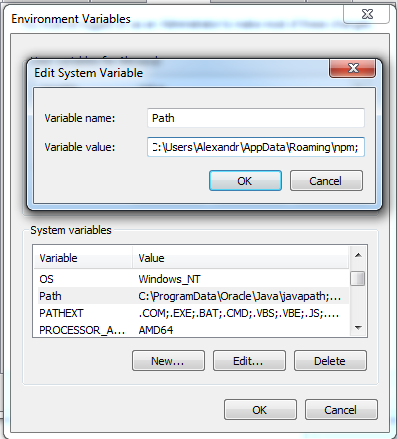 Environment Variables
Edit System Variable
Variable name: Path
Variable value: C:\Users\Alexandr\AppData\Roaming\npm;
OK Cancel
System variables
Variable Value
OS Windows_NT
Path C:\ProgramData\Oracle\Java\javapath;...
PATHEXT .COM;.EXE;.BAT;.CMD;.VBS;.VBE;.JS;....
PROCESSOR_A... AMD64
New... Edit... Delete
OK Cancel